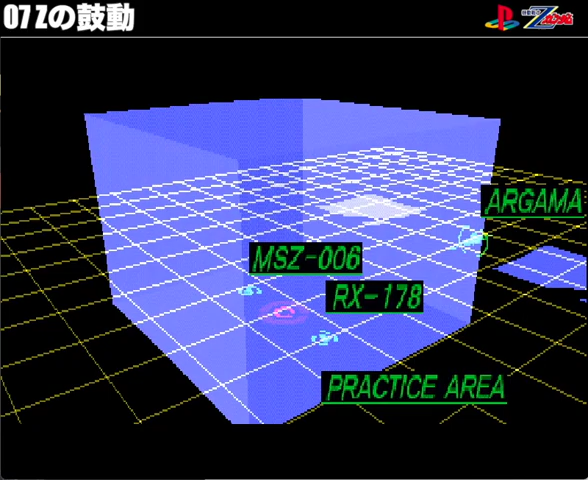 07 Zの鼓動
ARGAMA
MSZ-006
RX-178
PRACTICE AREA